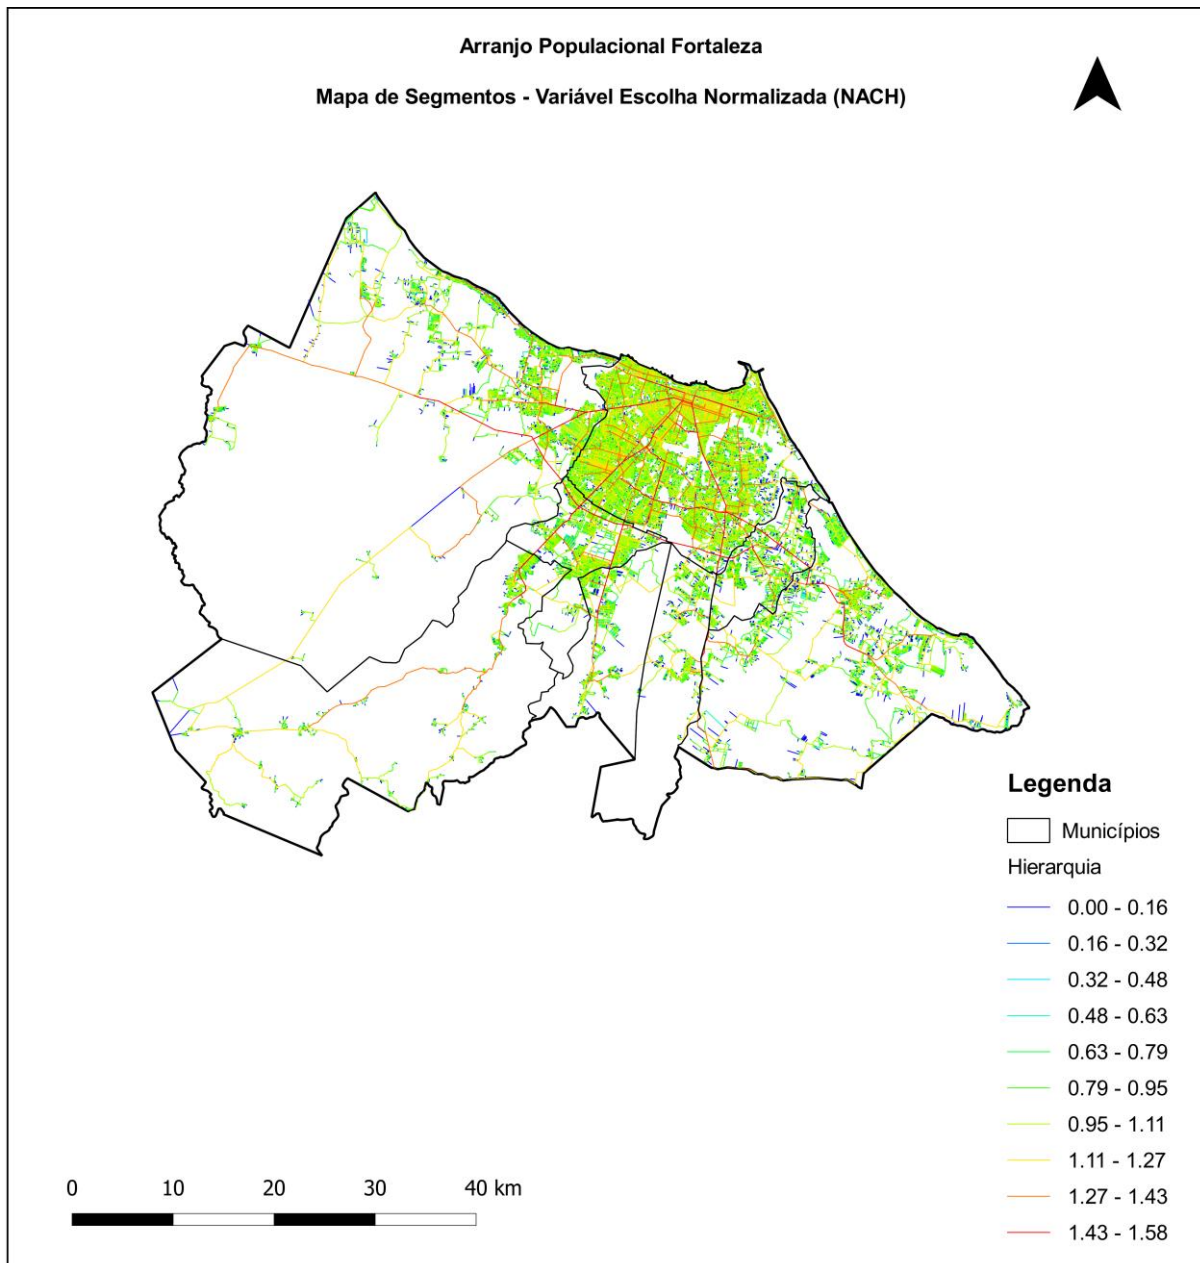 Arranjo Populacional Fortaleza
Mapa de Segmentos - Variável Escolha Normalizada (NACH)
Legenda
Municípios
Hierarquia
0.00 - 0.16
0.16 - 0.32
0.32 - 0.48
0.48 - 0.63
0.63 - 0.79
0.79 - 0.95
0.95 - 1.11
1.11 - 1.27
1.27 - 1.43
1.43 - 1.58
0 10 20 30 40 km